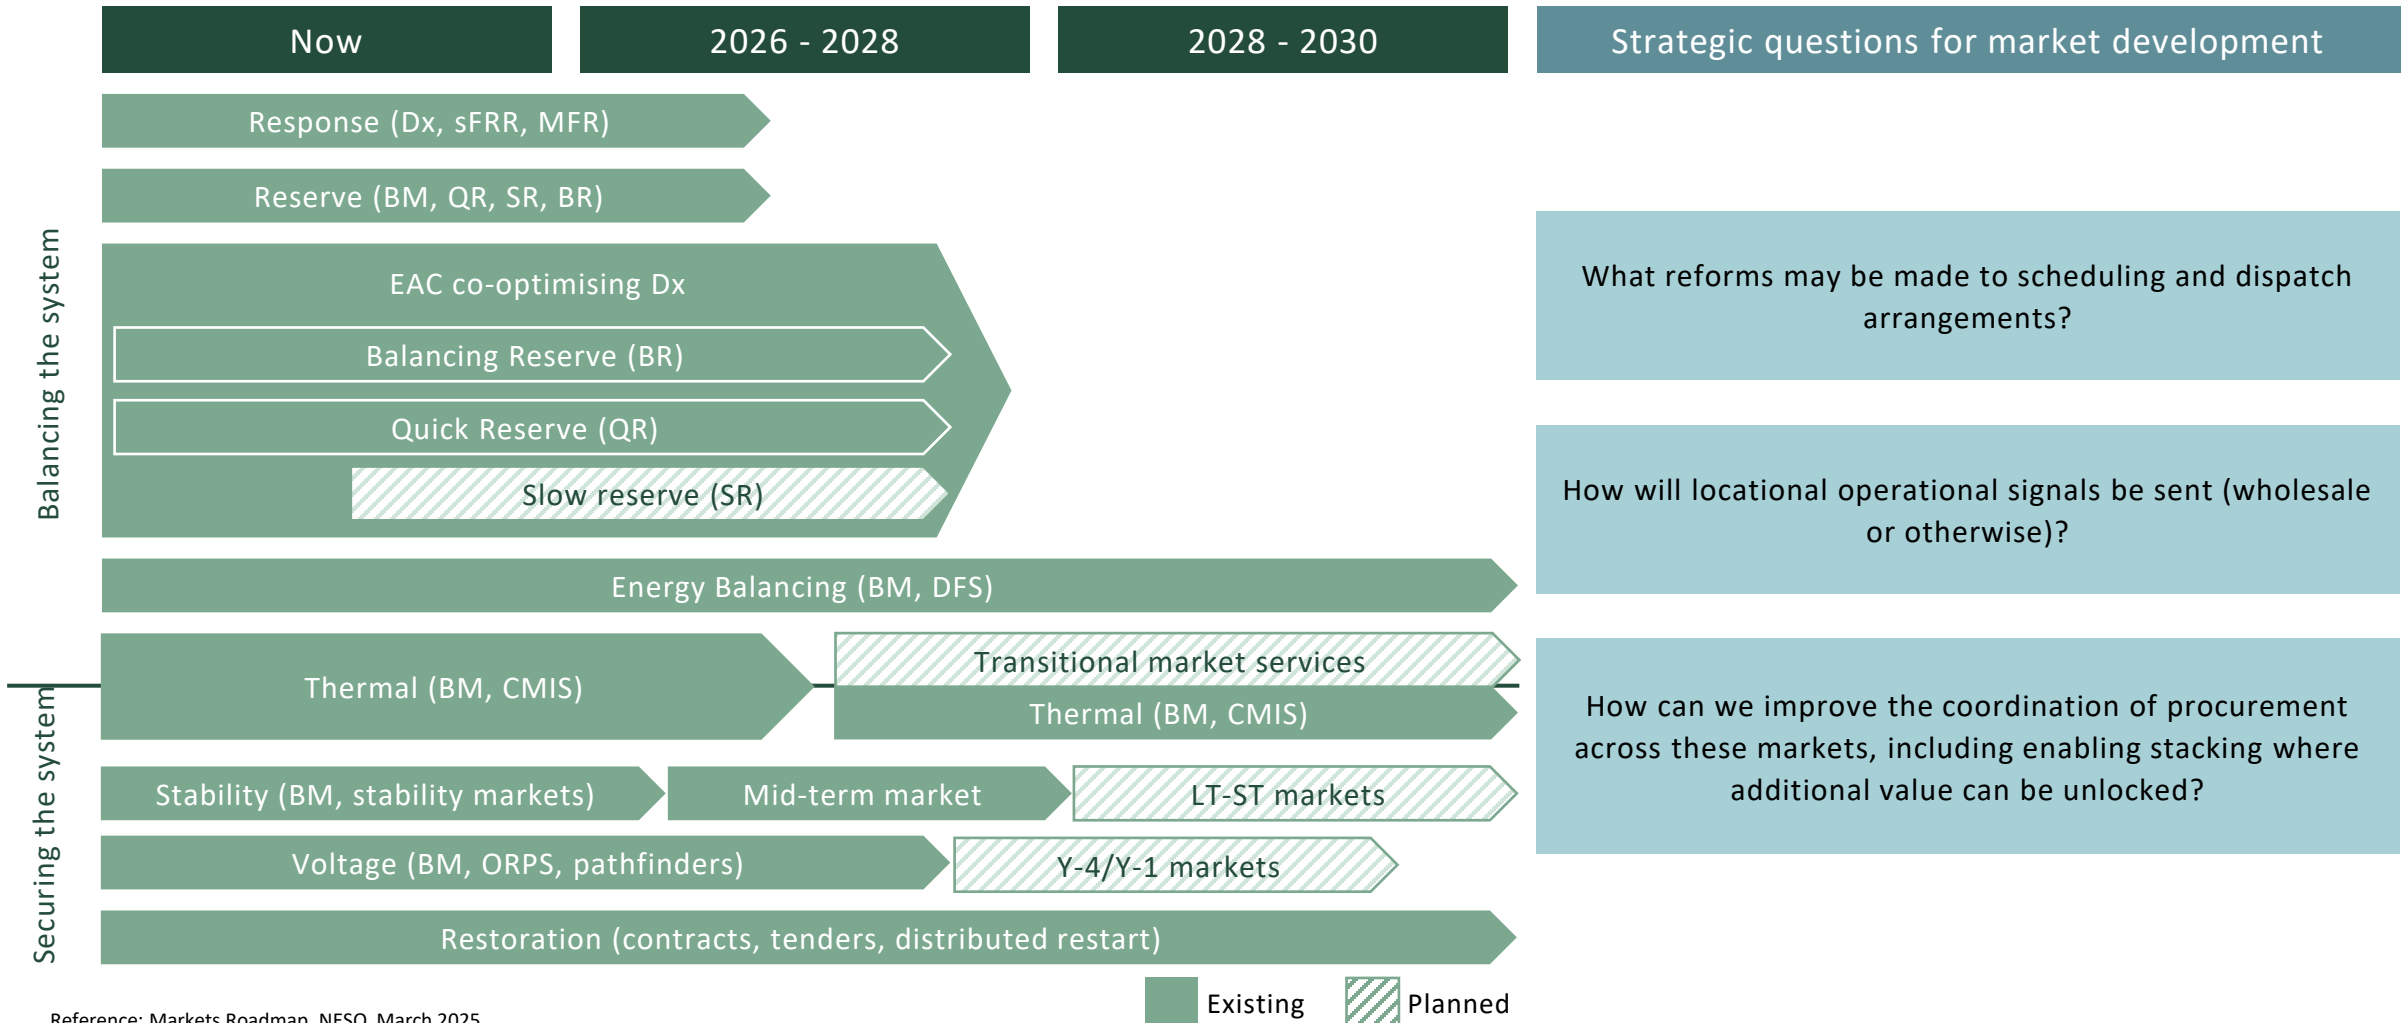 Now
2026 - 2028
2028 - 2030
Strategic questions for market development
Balancing the system
Response (Dx, sFRR, MFR)
Reserve (BM, QR, SR, BR)
EAC co-optimising Dx
Balancing Reserve (BR)
Quick Reserve (QR)
Slow reserve (SR)
Energy Balancing (BM, DFS)
What reforms may be made to scheduling and dispatch
arrangements?
How will locational operational signals be sent (wholesale
or otherwise)?
Securing the system
Thermal (BM, CMIS)
Transitional market services
Thermal (BM, CMIS)
Stability (BM, stability markets)
Mid-term market
LT-ST markets
Voltage (BM, ORPS, pathfinders)
Y-4/Y-1 markets
Restoration (contracts, tenders, distributed restart)
How can we improve the coordination of procurement
across these markets, including enabling stacking where
additional value can be unlocked?
Existing
Planned
Reference: Markets Roadmap, NESO, March 2025